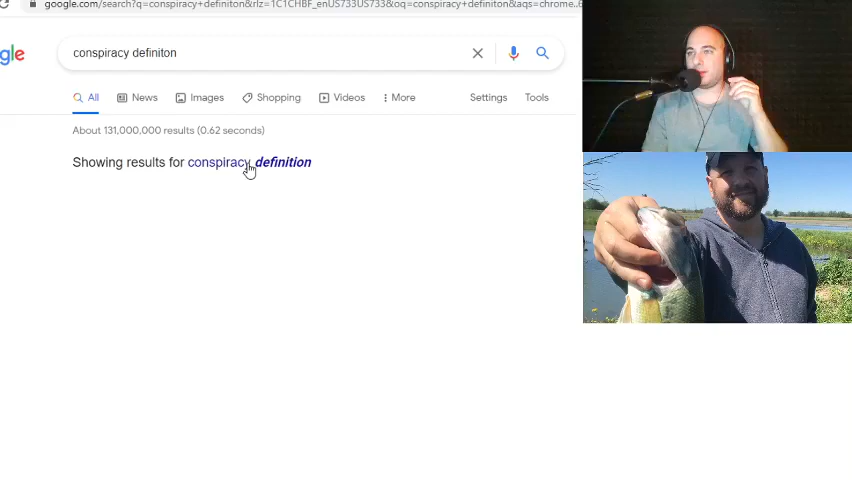 google.com/search?q=conspiracy+definiton&rlz=1C1CHBF_enUS733US733&oq=conspiracy+definiton&aqs=chrome..6
gle
conspiracy definiton
All News Images Shopping Videos More Settings Tools
About 131,000,000 results (0.62 seconds)
Showing results for conspiracy definition